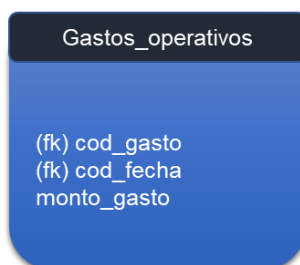 Gastos_operativos
(fk) cod_gasto
(fk) cod_fecha
monto_gasto